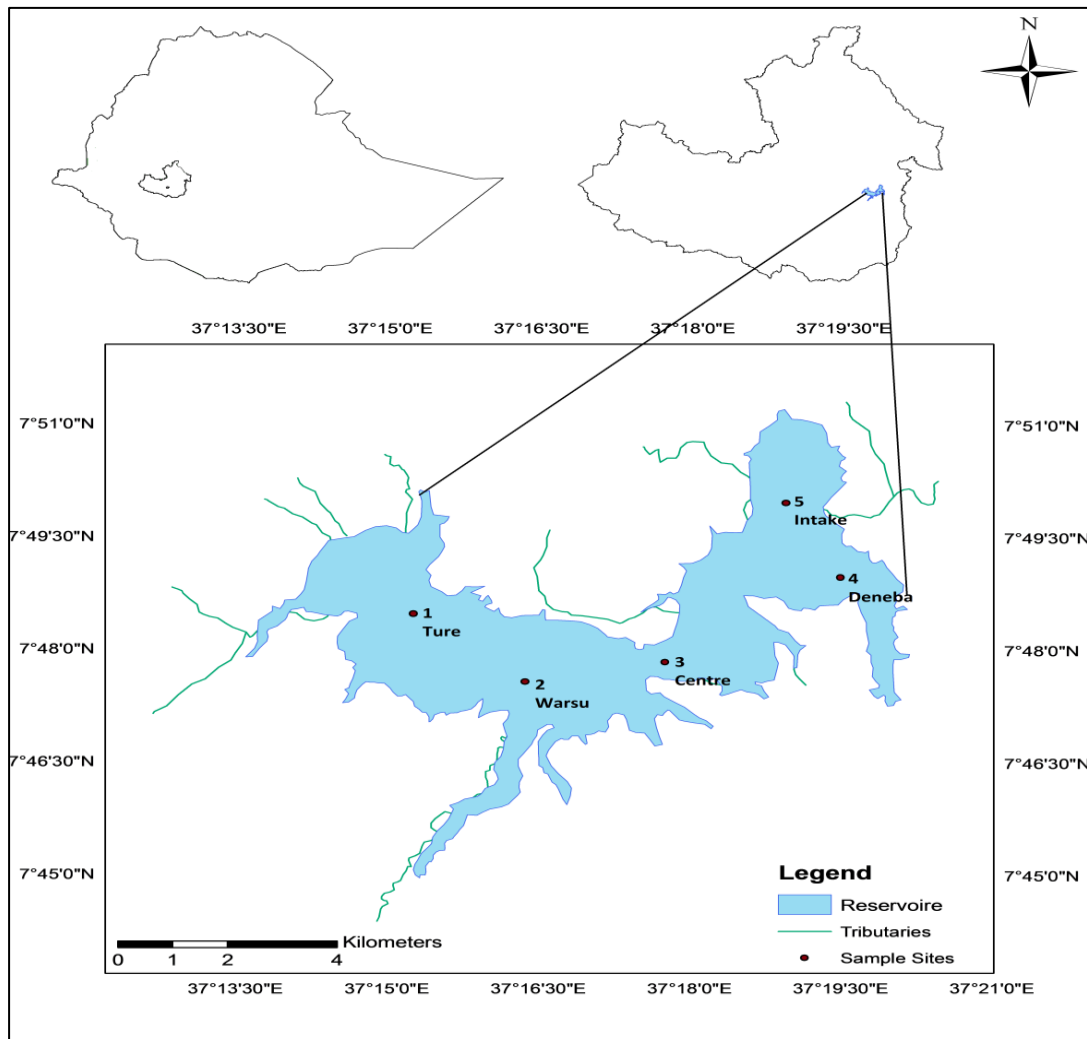 N
37°13'30"E 37°15'0"E 37°16'30"E 37°18'0"E 37°19'30"E
7°51'0"N 7°51'0"N
5
Intake
7°49'30"N 7°49'30"N
4
Deneba
1
Ture
7°48'0"N 7°48'0"N
3
Centre
2
Warsu
7°46'30"N 7°46'30"N
7°45'0"N 7°45'0"N
Legend
Reservoire
Tributaries
Sample Sites
Kilometers
0 1 2 4
37°13'30"E 37°15'0"E 37°16'30"E 37°18'0"E 37°19'30"E 37°21'0"E